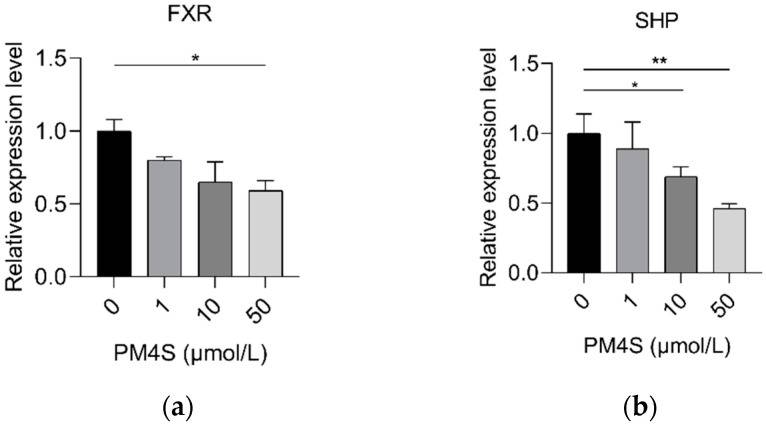 FXR
*
Relative expression level
1.5
1.0
0.5
0.0
0 1 10 50
PM4S (μmol/L)
(a)
SHP
**
*
Relative expression level
1.5
1.0
0.5
0.0
0 1 10 50
PM4S (μmol/L)
(b)